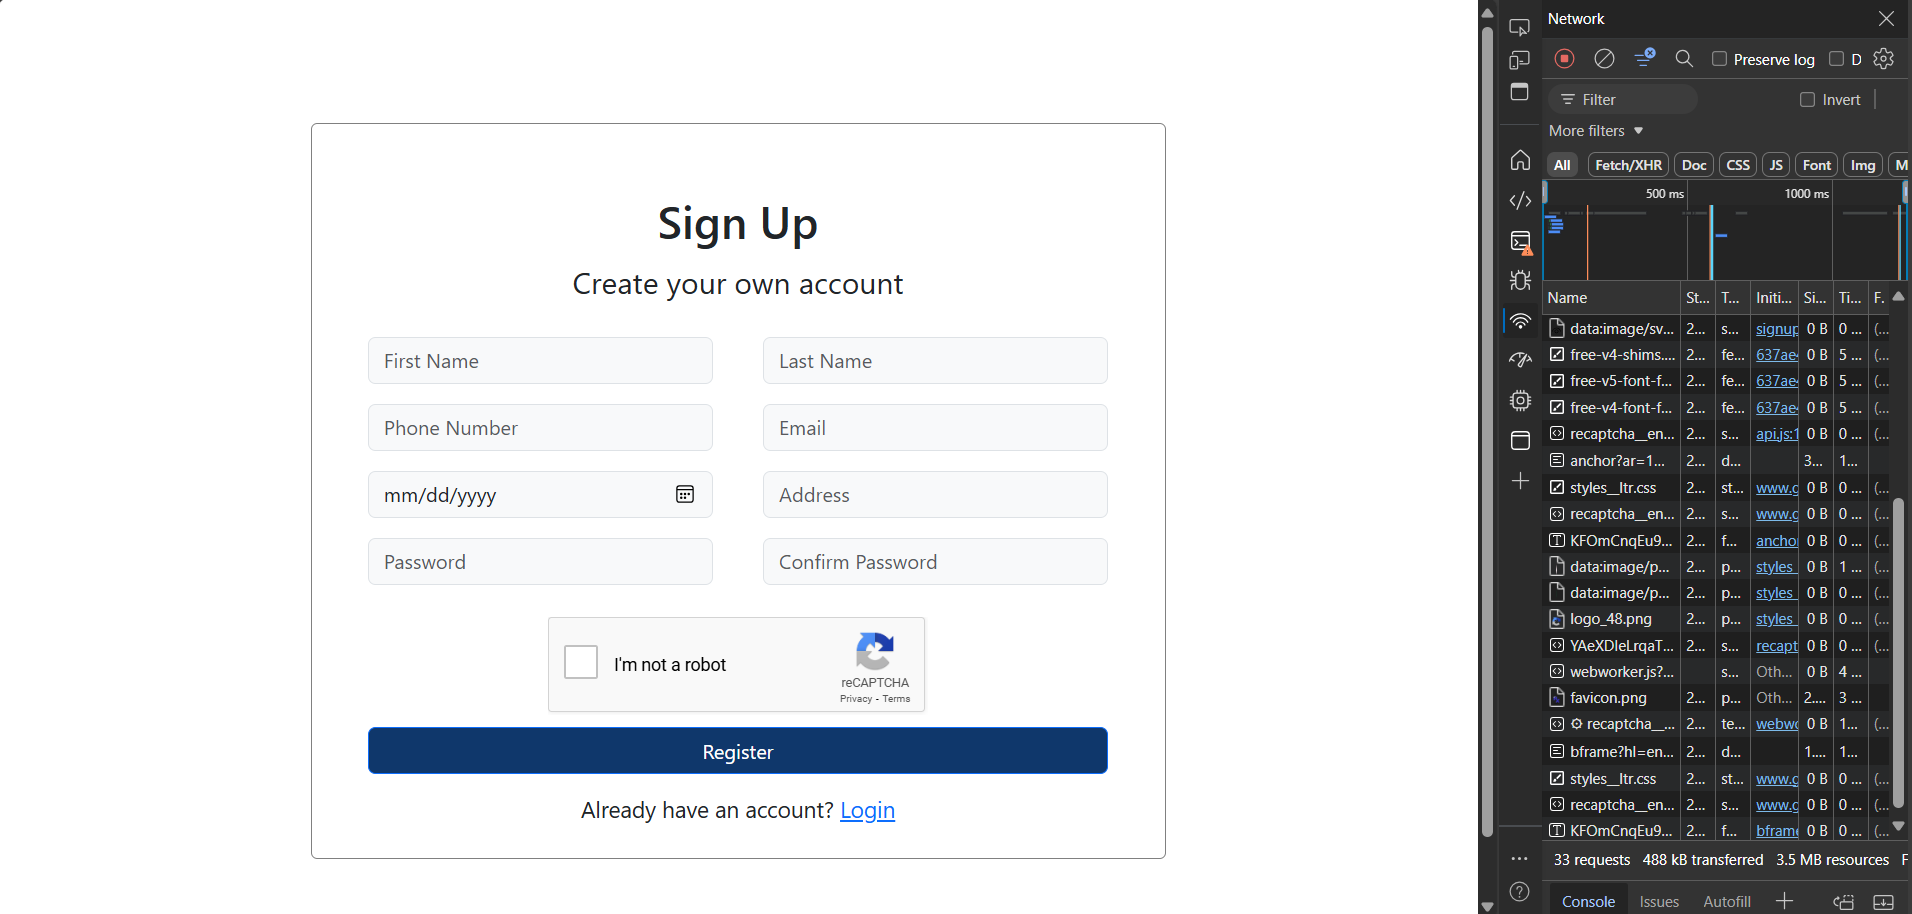 Sign Up
Create your own account
First Name
Last Name
Phone Number
Email
mm/dd/yyyy
Address
Password
Confirm Password
I'm not a robot
reCAPTCHA
Privacy - Terms
Register
Already have an account? Login
Network
Preserve log D
Filter
Invert
More filters
All Fetch/XHR Doc CSS JS Font Img M
500 ms 1000 ms
Name St... T... Initi... Si... Ti... F.
data:image/sv... 2... s... signup 0 B 0 ... (...
free-v4-shims.... 2... fe... 637ae 0 B 5 ... (...
free-v5-font-f... 2... fe... 637ae 0 B 5 ... (...
free-v4-font-f... 2... fe... 637ae 0 B 5 ... (...
recaptcha__en... 2... s... api.js:1 0 B 0 ... (...
anchor?ar=1... 2... d... 3... 1...
styles__ltr.css 2... st... www.g 0 B 0 ... (...
recaptcha__en... 2... s... www.g 0 B 0 ... (...
KFOmCnqEu9... 2... f... ancho 0 B 0 ... (...
data:image/p... 2... p... styles_ 0 B 1 ... (...
data:image/p... 2... p... styles_ 0 B 0 ... (...
logo_48.png 2... p... styles_ 0 B 0 ... (...
YAeXDIeLrqaT... 2... s... recapt 0 B 0 ... (...
webworker.js?... s... Oth... 0 B 4 ...
favicon.png 2... p... Oth... 2.... 3 ...
recaptcha__... 2... te... webwo 0 B 1... (...
bframe?hl=en... 2... d... 1.... 1...
styles__ltr.css 2... st... www.g 0 B 0 ... (...
recaptcha__en... 2... s... www.g 0 B 0 ... (...
KFOmCnqEu9... 2... f... bframe 0 B 0 ... (...
33 requests 488 kB transferred 3.5 MB resources F
Console Issues Autofill